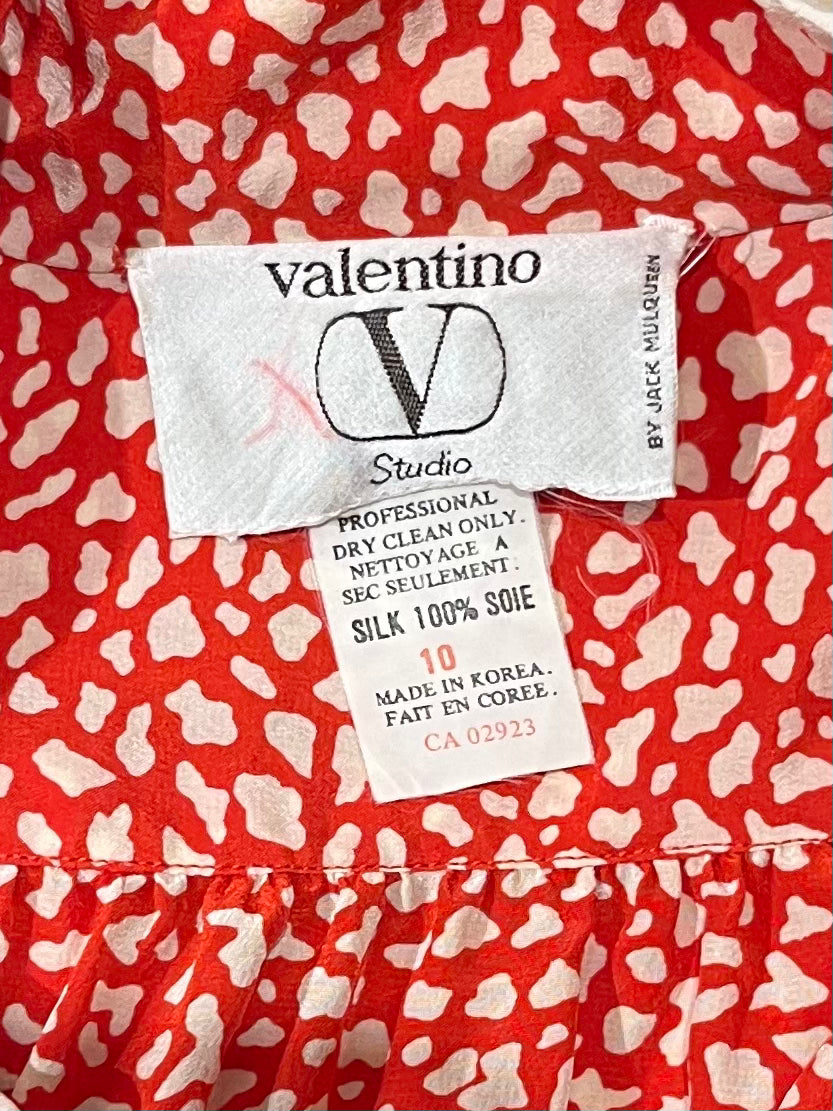 valentino
V
Studio
BY JACK MULQUEEN
PROFESSIONAL
DRY CLEAN ONLY.
NETTOYAGE A
SEC SEULEMENT.
SILK 100% SOIE
10
MADE IN KOREA.
FAIT EN COREE.
CA 02923